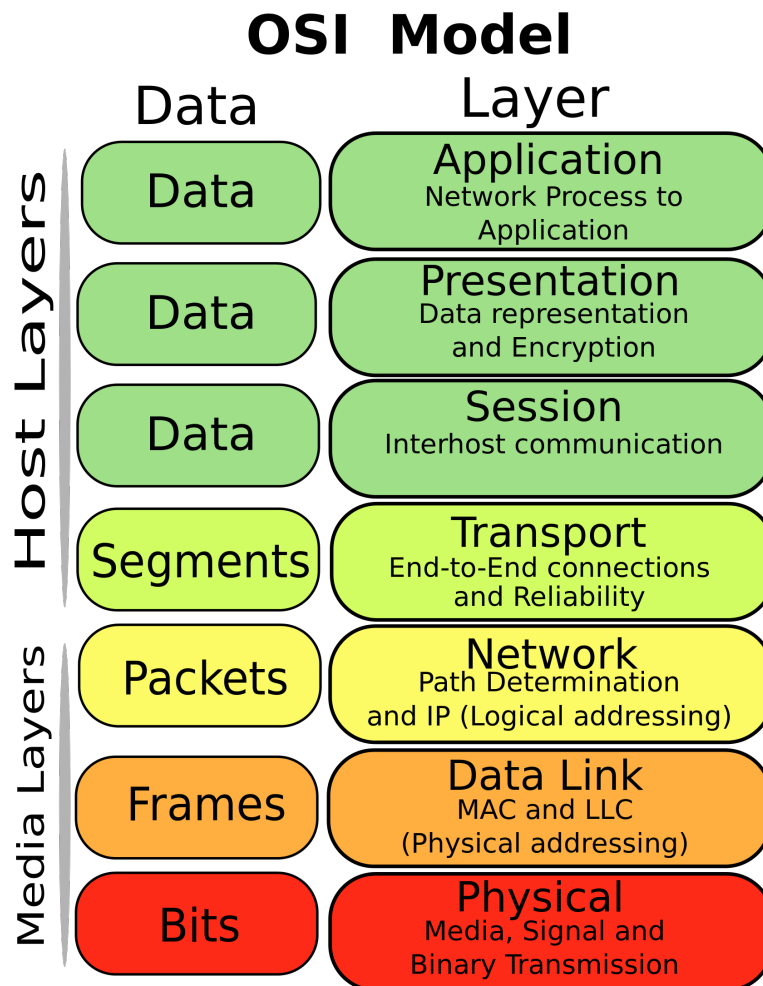 OSI Model
Data
Layer
Host Layers
Data
Application
Network Process to
Application
Data
Presentation
Data representation
and Encryption
Data
Session
Interhost communication
Segments
Transport
End-to-End connections
and Reliability
Media Layers
Packets
Network
Path Determination
and IP (Logical addressing)
Frames
Data Link
MAC and LLC
(Physical addressing)
Bits
Physical
Media, Signal and
Binary Transmission